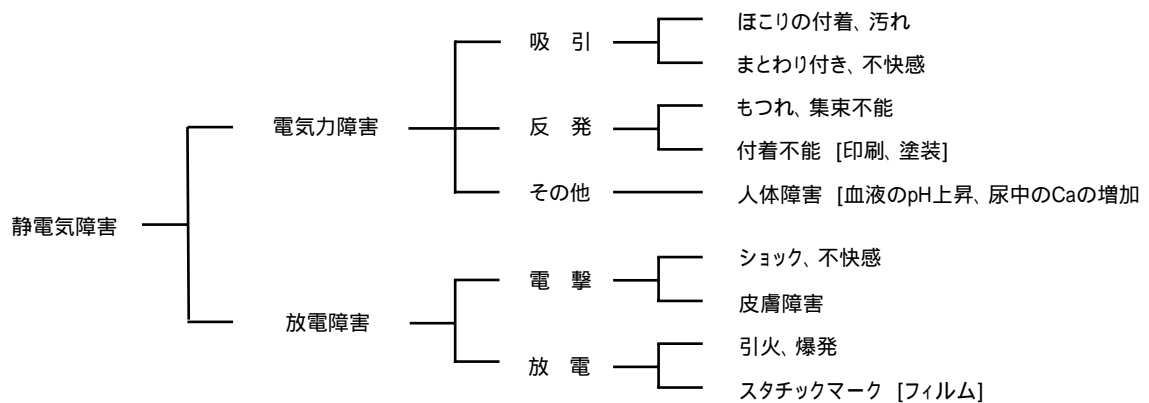 静電気障害
電気力障害
吸 引
ほこりの付着、汚れ
まとわり付き、不快感
反 発
もつれ、集束不能
付着不能 [印刷、塗装]
その他
人体障害 [血液のpH上昇、尿中のCaの増加
放電障害
電 撃
ショック、不快感
皮膚障害
放 電
引火、爆発
スタチックマーク [フィルム]